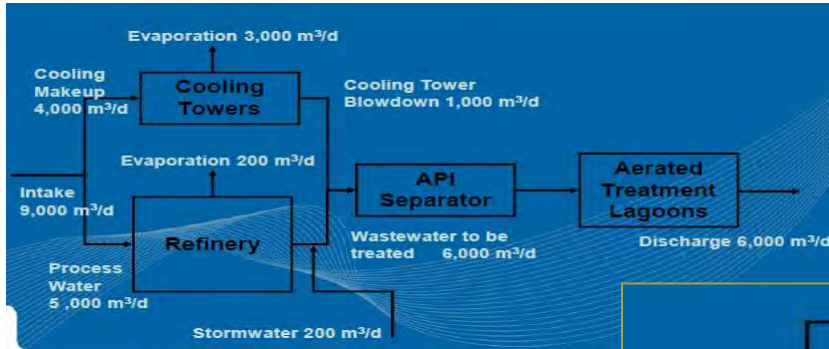 Evaporation 3,000 m³/d
Cooling
Makeup
4,000 m³/d
Cooling
Towers
Cooling Tower
Blowdown 1,000 m³/d
Evaporation 200 m³/d
Intake
9,000 m³/d
Refinery
API
Separator
Aerated
Treatment
Lagoons
Wastewater to be
treated 6,000 m³/d
Discharge 6,000 m³/d
Process
Water
5 ,000 m³/d
Stormwater 200 m³/d